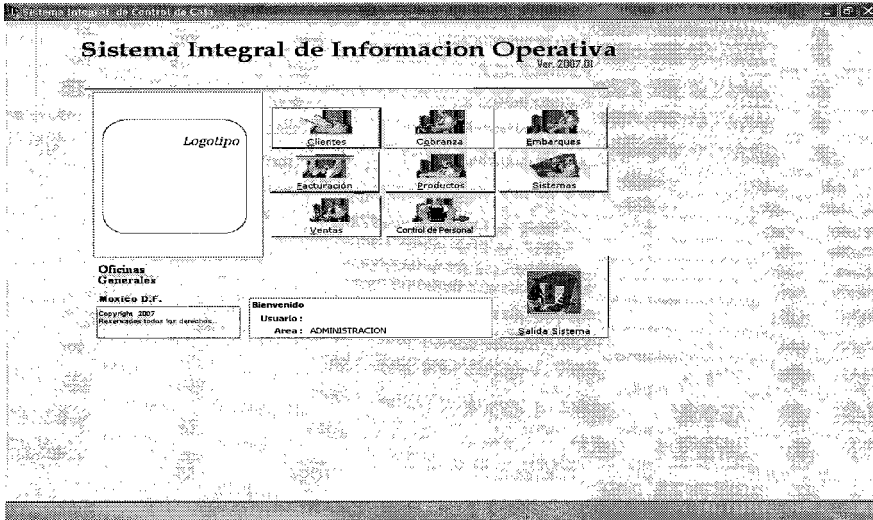 Sistema Integral de Control de Caja
Sistema Integral de Informacion Operativa
Ver. 2007.01
Logotipo
Clientes
Cobranza
Embarques
Facturación
Productos
Sistemas
Ventas
Control de Personal
Oficinas
Generales
Mexico D.F.
Copyright 2007
Reservados todos los derechos
Bienvenido
Usuario :
Area : ADMINISTRACION
Salida Sistema